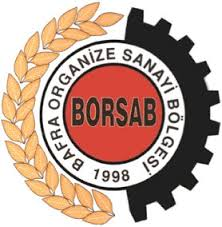 BAFRA ORGANİZE SANAYİ BÖLGESİ
BORSAB
1998